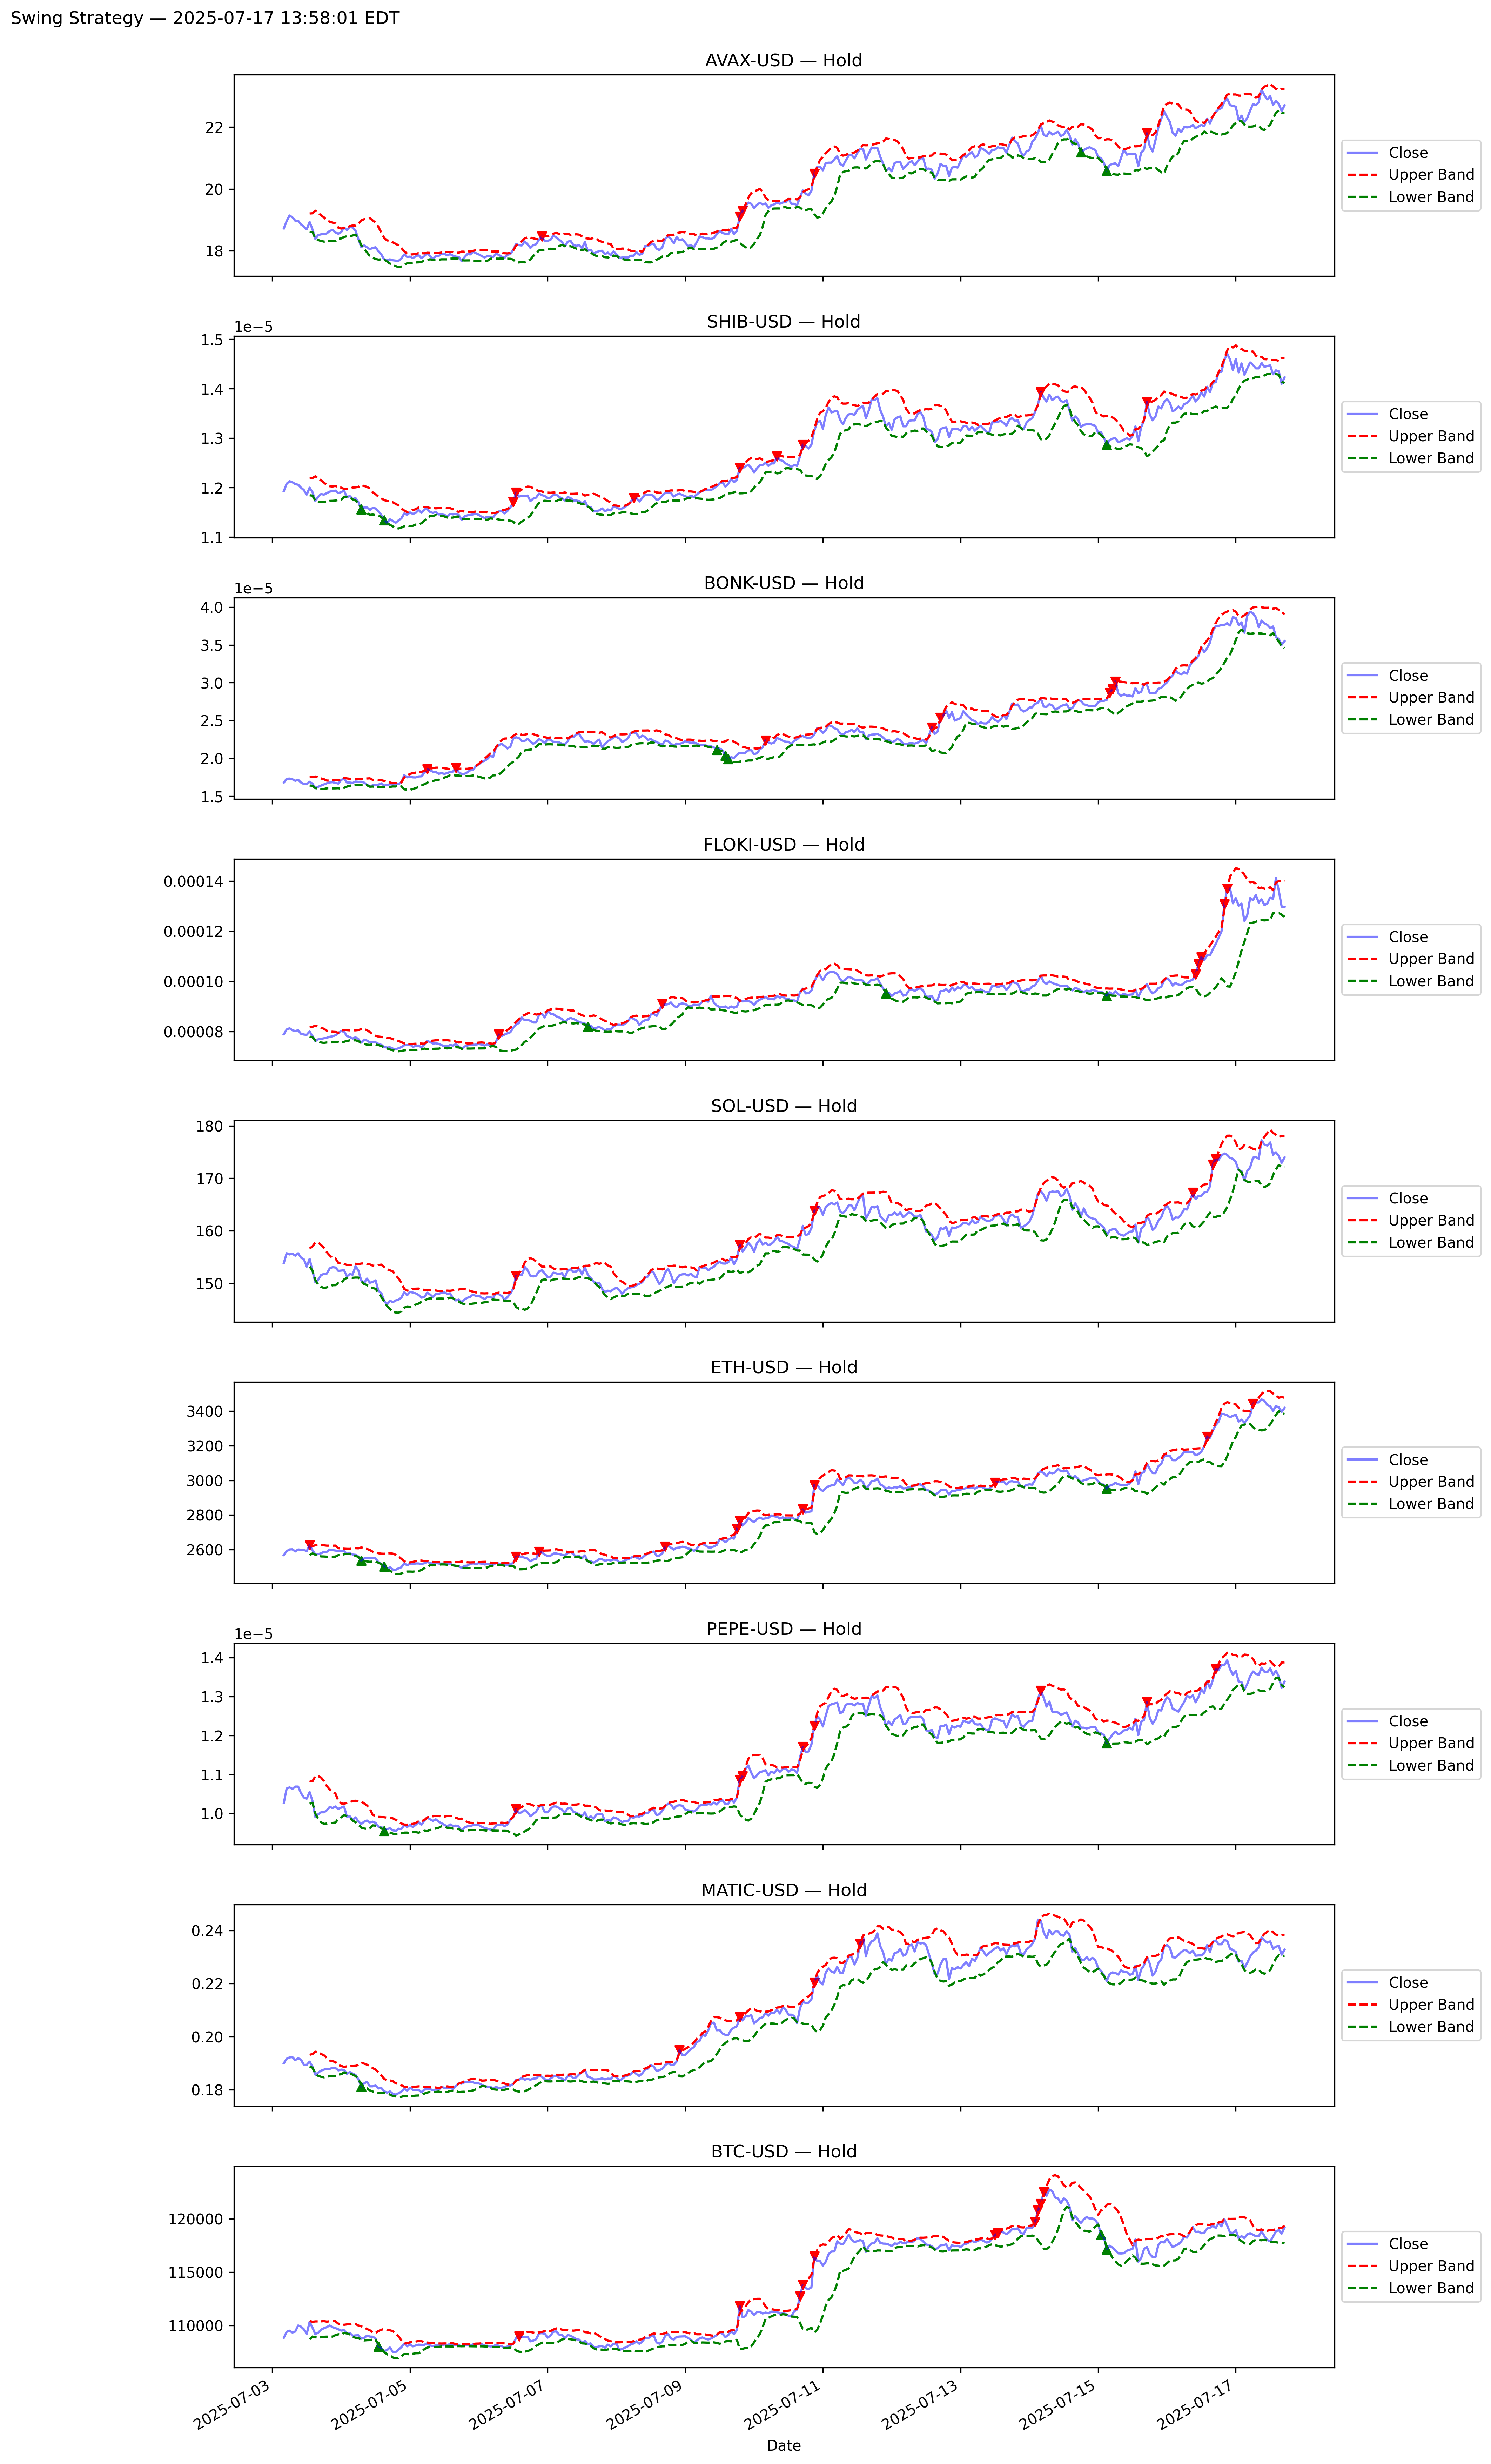 Swing Strategy — 2025-07-17 13:58:01 EDT
AVAX-USD — Hold
22
20
18
Close
Upper Band
Lower Band
SHIB-USD — Hold
1e−5
1.5
1.4
1.3
1.2
1.1
Close
Upper Band
Lower Band
BONK-USD — Hold
1e−5
4.0
3.5
3.0
2.5
2.0
1.5
Close
Upper Band
Lower Band
FLOKI-USD — Hold
0.00014
0.00012
0.00010
0.00008
Close
Upper Band
Lower Band
SOL-USD — Hold
180
170
160
150
Close
Upper Band
Lower Band
ETH-USD — Hold
3400
3200
3000
2800
2600
Close
Upper Band
Lower Band
PEPE-USD — Hold
1e−5
1.4
1.3
1.2
1.1
1.0
Close
Upper Band
Lower Band
MATIC-USD — Hold
0.24
0.22
0.20
0.18
Close
Upper Band
Lower Band
BTC-USD — Hold
120000
115000
110000
Close
Upper Band
Lower Band
2025-07-03
2025-07-05
2025-07-07
2025-07-09
2025-07-11
2025-07-13
2025-07-15
2025-07-17
Date